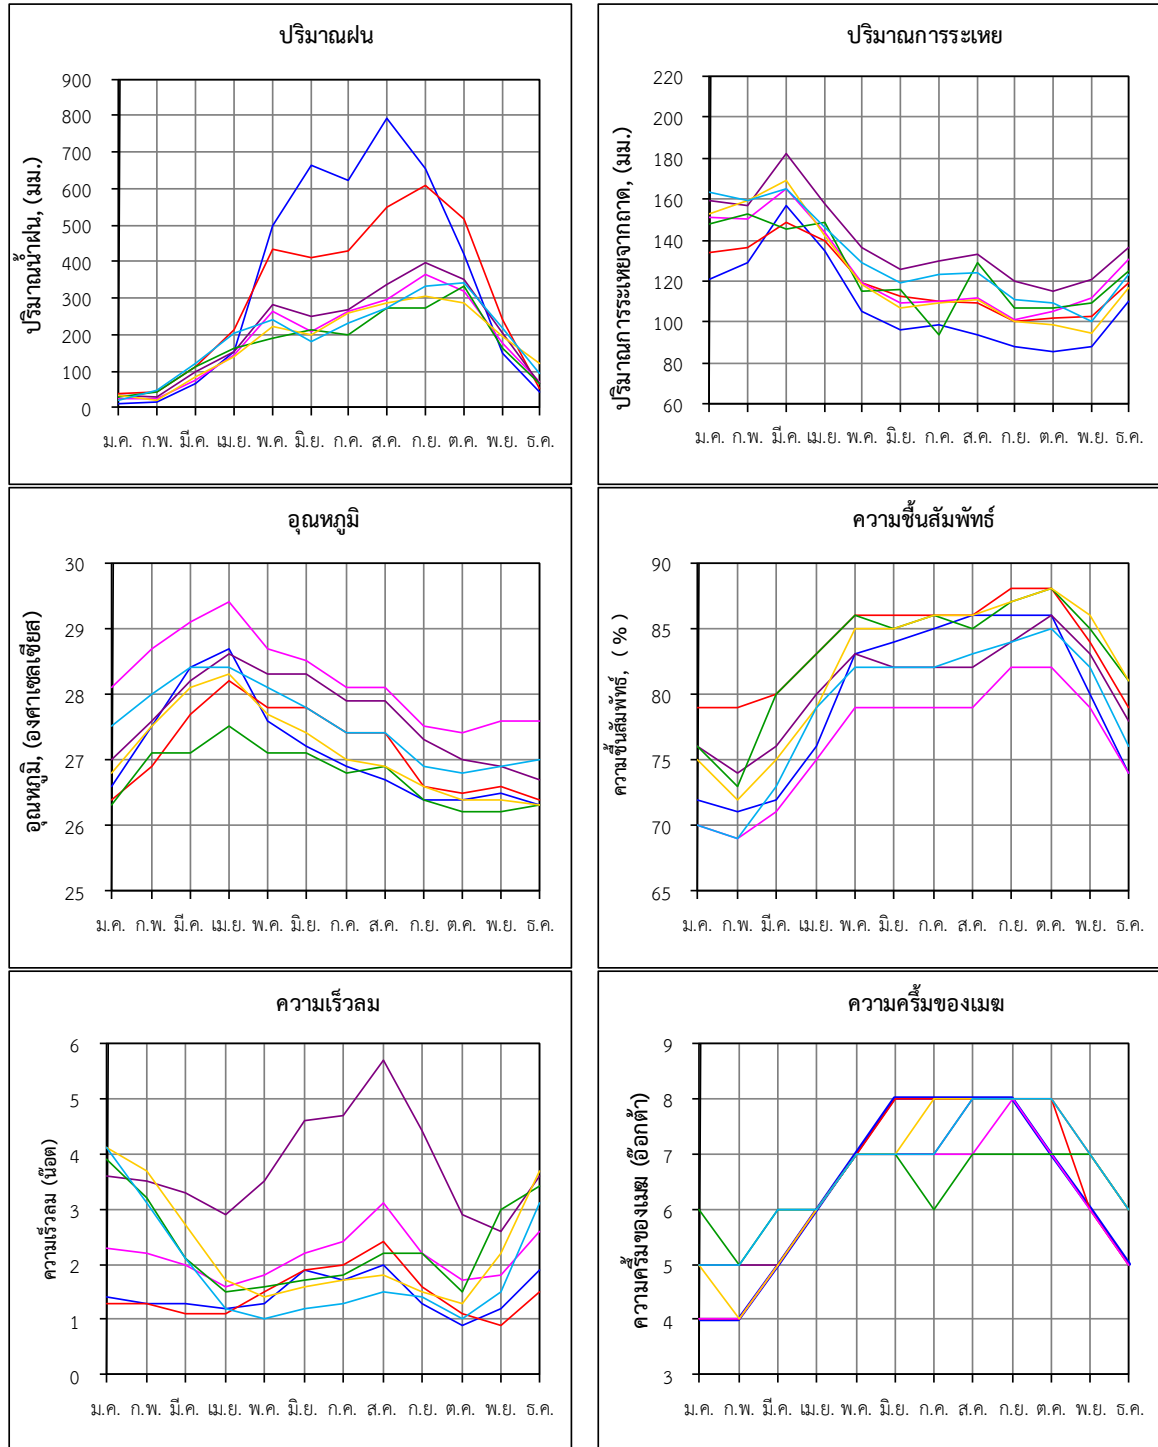 ปริมาณฝน
ปริมาณน้ำฝน, (มม.)
900
800
700
600
500
400
300
200
100
0
ม.ค. ก.พ. มี.ค. เม.ย. พ.ค. มิ.ย. ก.ค. ส.ค. ก.ย. ต.ค. พ.ย. ธ.ค.
ปริมาณการระเหย
ปริมาณการระเหยจากถาด, (มม.)
220
200
180
160
140
120
100
80
60
ม.ค. ก.พ. มี.ค. เม.ย. พ.ค. มิ.ย. ก.ค. ส.ค. ก.ย. ต.ค. พ.ย. ธ.ค.
อุณหภูมิ
อุณหภูมิ, (องศาเซลเซียส)
30
29
28
27
26
25
ม.ค. ก.พ. มี.ค. เม.ย. พ.ค. มิ.ย. ก.ค. ส.ค. ก.ย. ต.ค. พ.ย. ธ.ค.
ความชื้นสัมพัทธ์
ความชื้นสัมพัทธ์, ( % )
90
85
80
75
70
65
ม.ค. ก.พ. มี.ค. เม.ย. พ.ค. มิ.ย. ก.ค. ส.ค. ก.ย. ต.ค. พ.ย. ธ.ค.
ความเร็วลม
ความเร็วลม (น๊อต)
6
5
4
3
2
1
0
ม.ค. ก.พ. มี.ค. เม.ย. พ.ค. มิ.ย. ก.ค. ส.ค. ก.ย. ต.ค. พ.ย. ธ.ค.
ความครึ้มของเมฆ
ความครึ้มของเมฆ (อ๊อกต้า)
9
8
7
6
5
4
3
ม.ค. ก.พ. มี.ค. เม.ย. พ.ค. มิ.ย. ก.ค. ส.ค. ก.ย. ต.ค. พ.ย. ธ.ค.